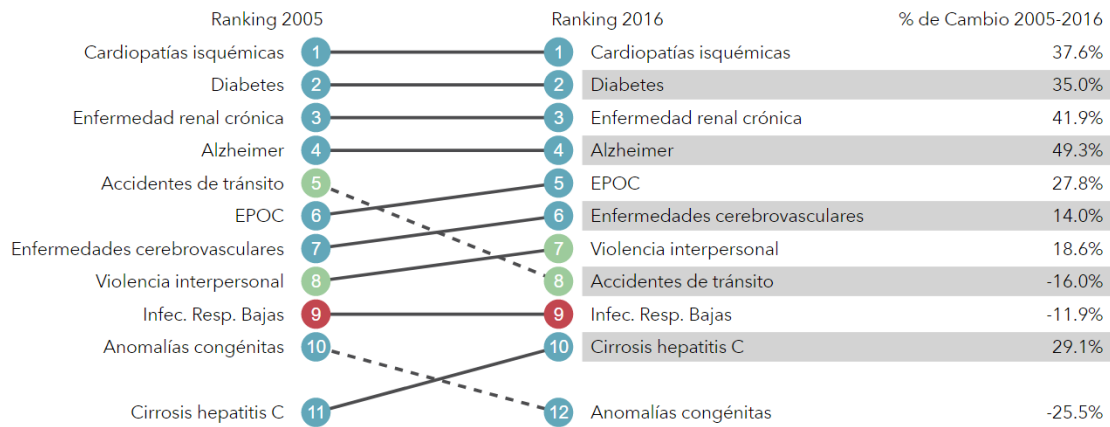 Ranking 2005 Ranking 2016 % de Cambio 2005-2016
Cardiopatías isquémicas 1 1 Cardiopatías isquémicas 37.6%
Diabetes 2 2 Diabetes 35.0%
Enfermedad renal crónica 3 3 Enfermedad renal crónica 41.9%
Alzheimer 4 4 Alzheimer 49.3%
Accidentes de tránsito 5 5 EPOC 27.8%
EPOC 6 6 Enfermedades cerebrovasculares 14.0%
Enfermedades cerebrovasculares 7 7 Violencia interpersonal 18.6%
Violencia interpersonal 8 8 Accidentes de tránsito -16.0%
Infec. Resp. Bajas 9 9 Infec. Resp. Bajas -11.9%
Anomalías congénitas 10 10 Cirrosis hepatitis C 29.1%
Cirrosis hepatitis C 11 12 Anomalías congénitas -25.5%